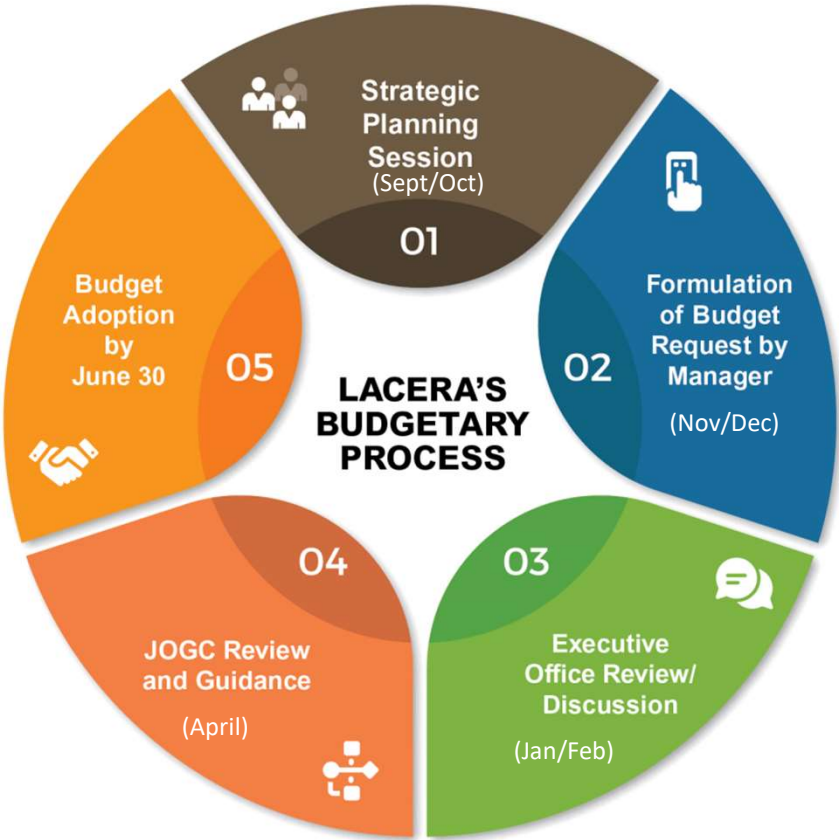 Strategic
Planning
Session
(Sept/Oct)
01
Formulation
of Budget
Request by
Manager
(Nov/Dec)
02
Executive
Office Review/
Discussion
(Jan/Feb)
03
JOGC Review
and Guidance
(April)
04
Budget
Adoption
by
June 30
05
LACERA'S
BUDGETARY
PROCESS